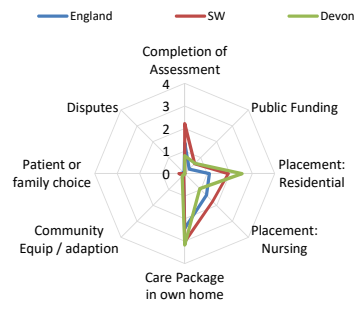 England SW Devon
Completion of
Assessment
4
3
2
1
0
Public Funding
Placement:
Residential
Placement:
Nursing
Care Package
in own home
Community
Equip / adaption
Patient or
family choice
Disputes